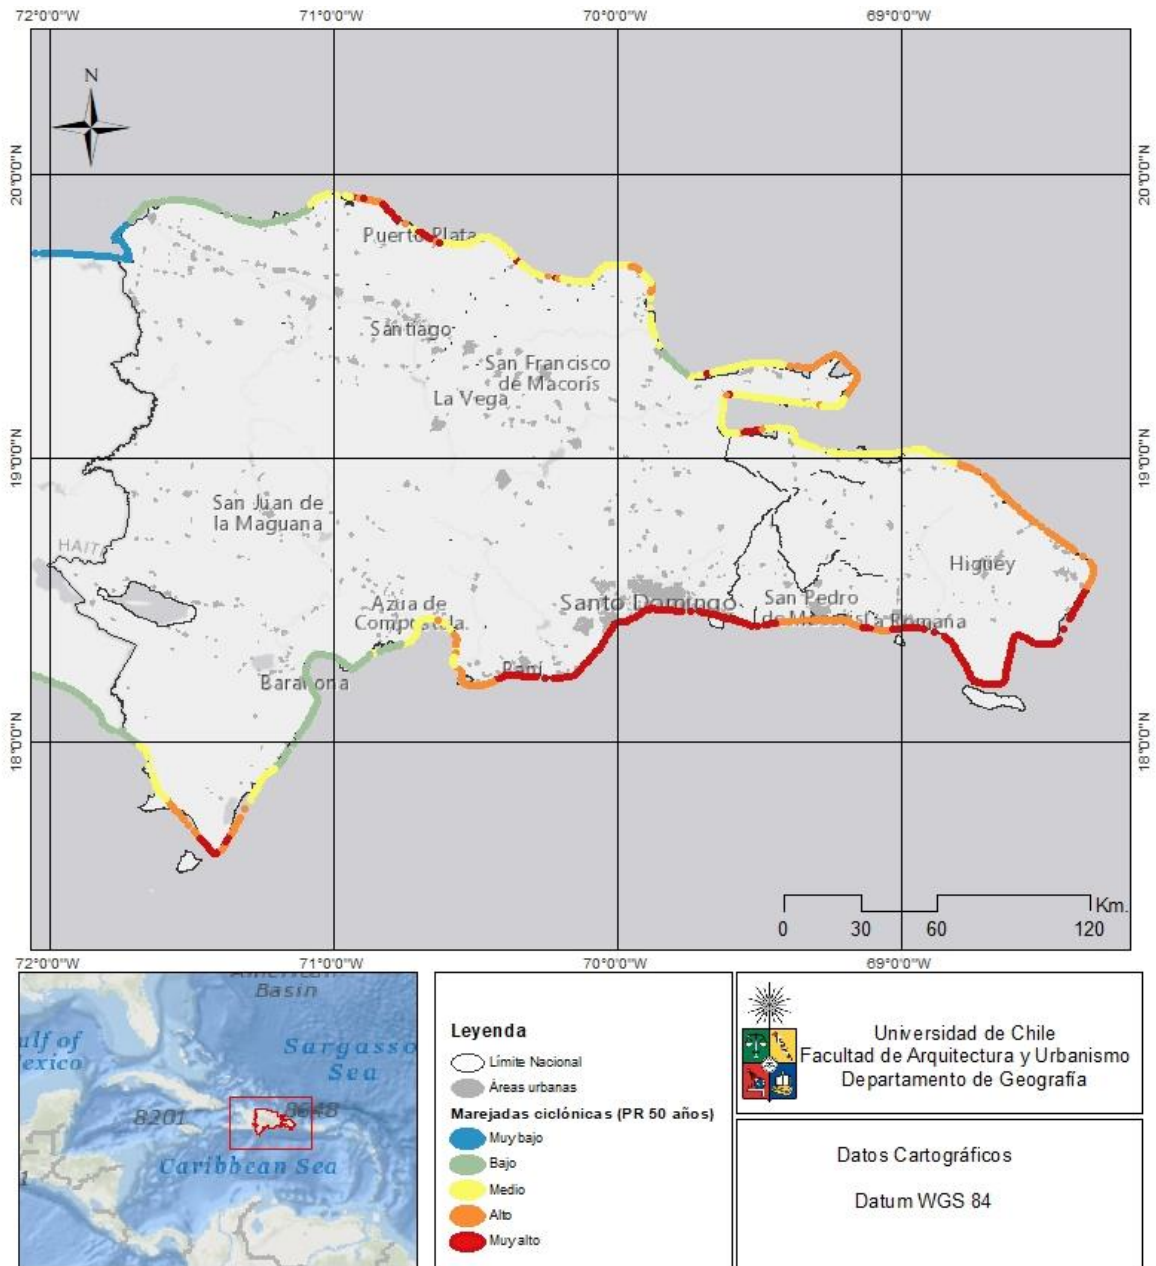 72°0'0"W 71°0'0"W 70°0'0"W 69°0'0"W
N
20°0'0"N
20°0'0"N
Puerto Plata
Santiago
San Francisco
de Macorís
La Vega
19°0'0"N
19°0'0"N
San Juan de
la Maguana
HAITI
Higüey
Azua de
Compostela
Santo Domingo
San Pedro
de Macorís
La Romana
Baní
Barahona
18°0'0"N
18°0'0"N
Km.
0 30 60 120
72°0'0"W 71°0'0"W 70°0'0"W 69°0'0"W
American
Basin
ulf of
exico
Sargasso
Sea
8201
8648
Caribbean Sea
Leyenda
Límite Nacional
Áreas urbanas
Marejadas ciclónicas (PR 50 años)
Muy bajo
Bajo
Medio
Alto
Muy alto
Universidad de Chile
Facultad de Arquitectura y Urbanismo
Departamento de Geografía
Datos Cartográficos
Datum WGS 84